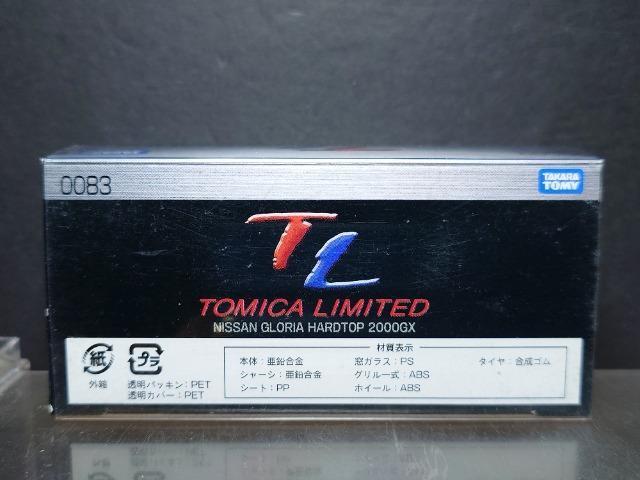 0083
TAKARA
TOMY
TL
TOMICA LIMITED
NISSAN GLORIA HARDTOP 2000GX
紙
外箱
プラ
透明パッキン：PET
透明カバー：PET
材質表示
本体：亜鉛合金
シャーシ：亜鉛合金
シート：PP
窓ガラス：PS
グリル一式：ABS
ホイール：ABS
タイヤ：合成ゴム